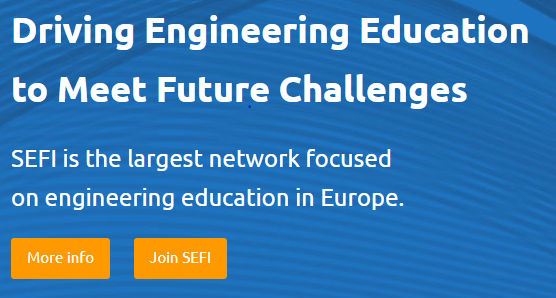 Driving Engineering Education
to Meet Future Challenges
SEFI is the largest network focused
on engineering education in Europe.
More info
Join SEFI